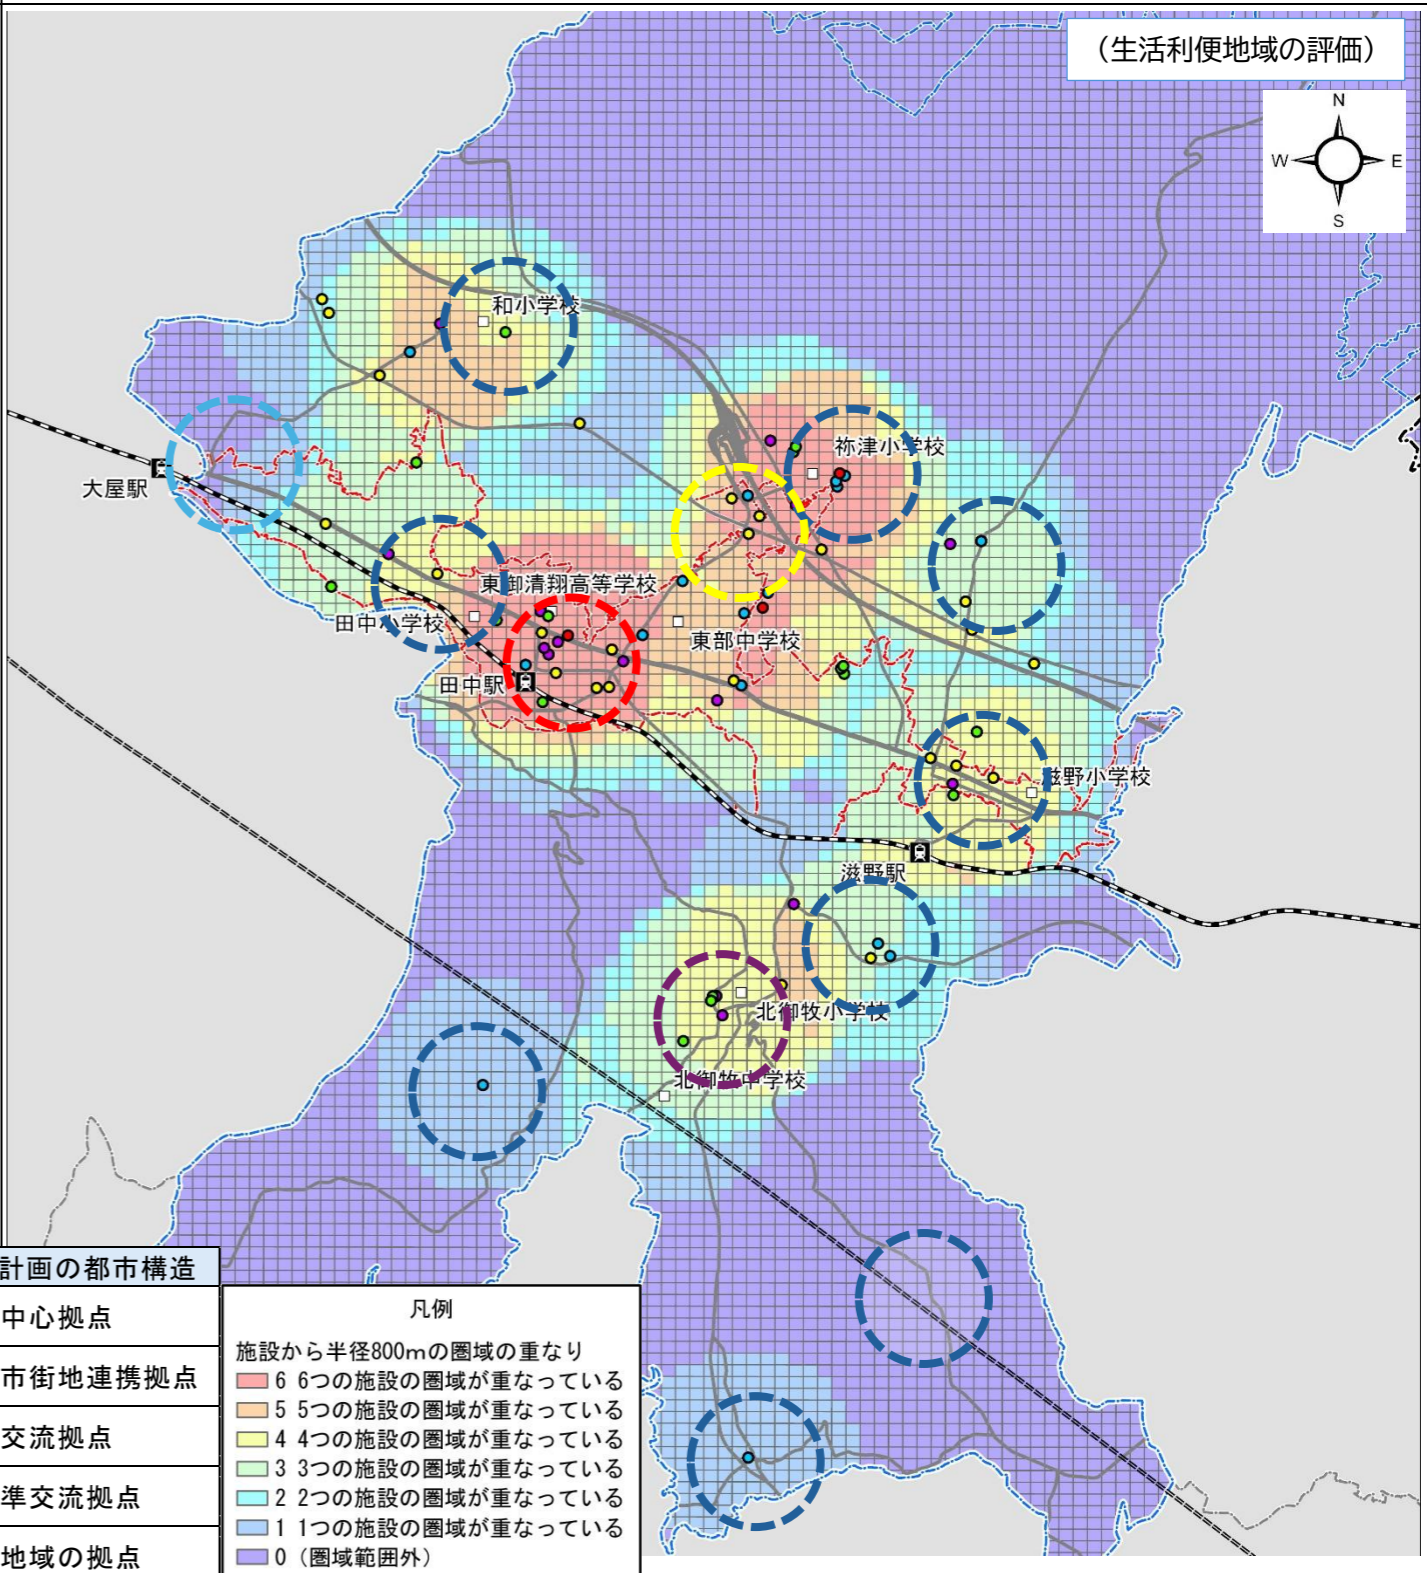 （生活利便地域の評価）
N
W E
S
和小学校
祢津小学校
大屋駅
東御清翔高等学校
田中小学校
東部中学校
田中駅
滋野小学校
滋野駅
北御牧小学校
北御牧中学校
計画の都市構造
中心拠点
市街地連携拠点
交流拠点
準交流拠点
地域の拠点
凡例
施設から半径800mの圏域の重なり
6 6つの施設の圏域が重なっている
5 5つの施設の圏域が重なっている
4 4つの施設の圏域が重なっている
3 3つの施設の圏域が重なっている
2 2つの施設の圏域が重なっている
1 1つの施設の圏域が重なっている
0（圏域範囲外）